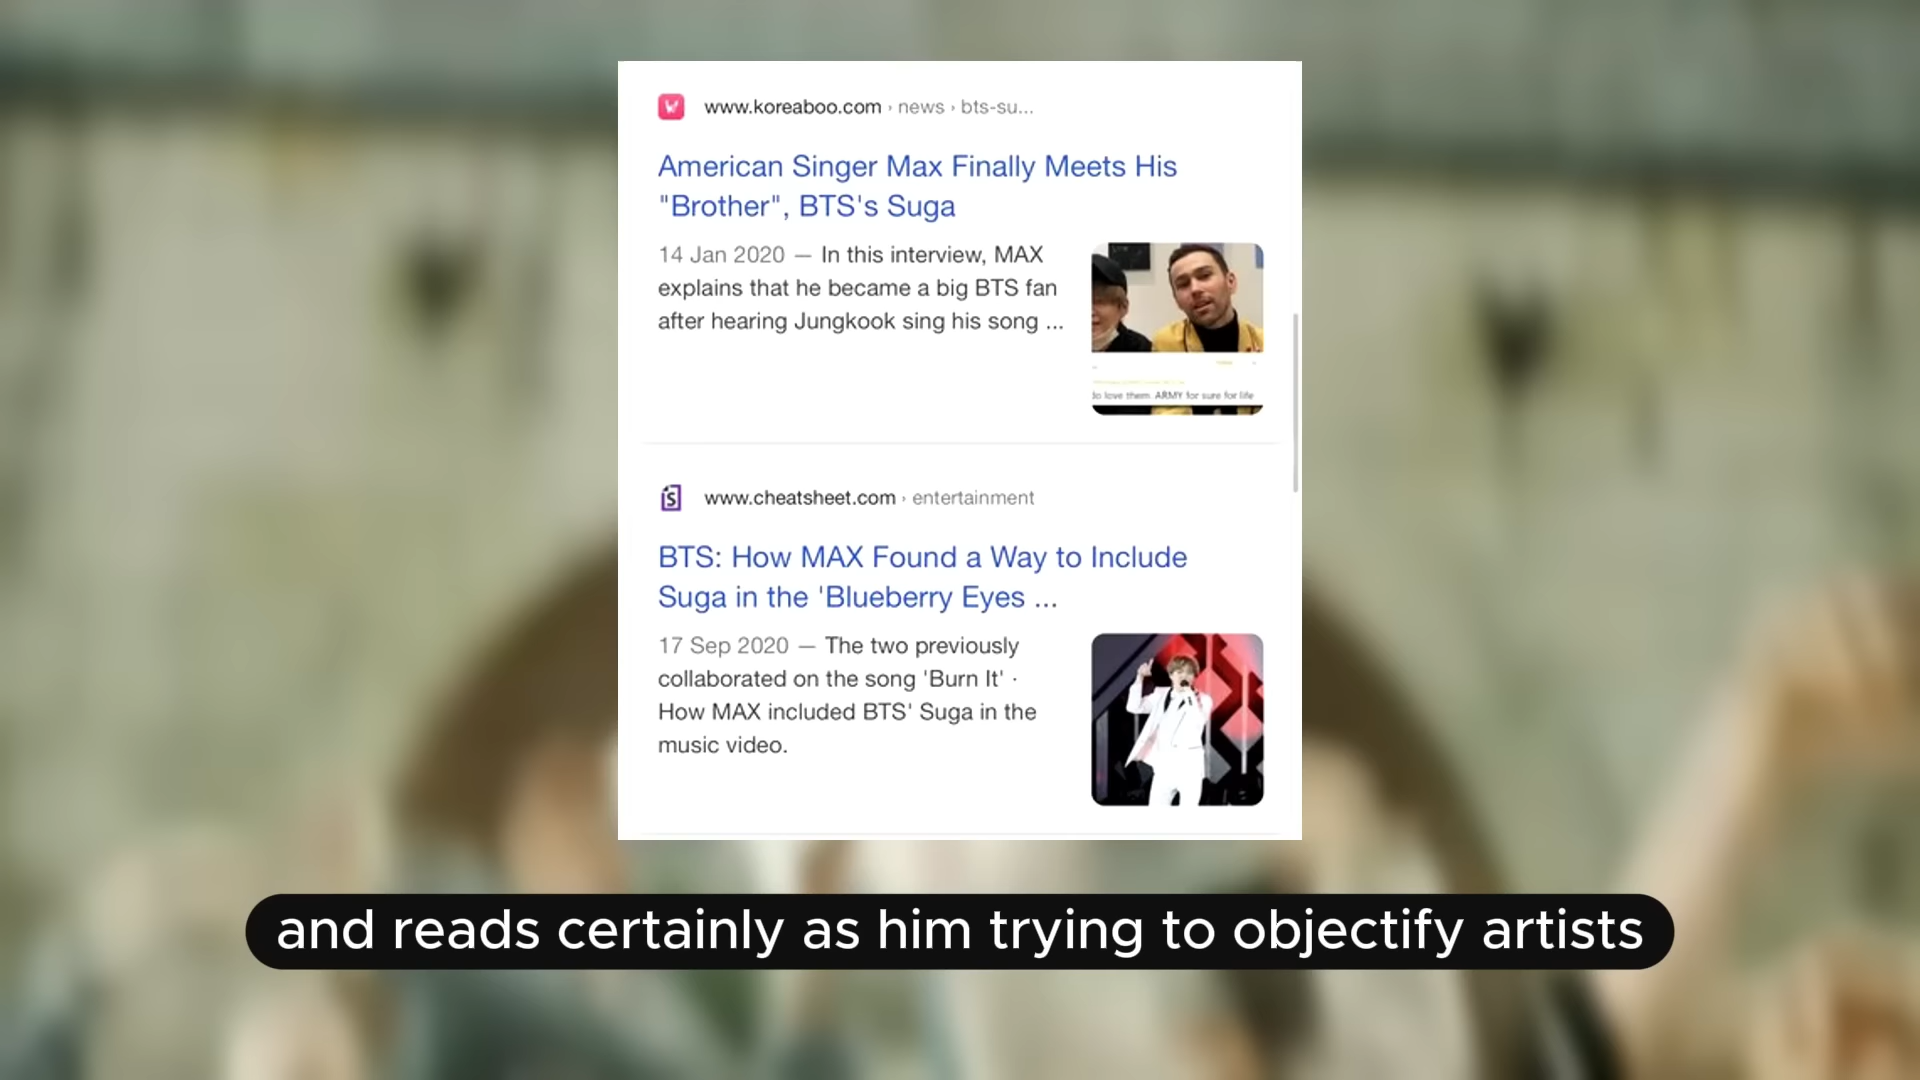 www.koreaboo.com › news › bts-su...
American Singer Max Finally Meets His
"Brother", BTS's Suga
14 Jan 2020 — In this interview, MAX
explains that he became a big BTS fan
after hearing Jungkook sing his song ...
do love them. ARMY for sure for life
www.cheatsheet.com › entertainment
BTS: How MAX Found a Way to Include
Suga in the 'Blueberry Eyes ...
17 Sep 2020 — The two previously
collaborated on the song 'Burn It' ·
How MAX included BTS' Suga in the
music video.
and reads certainly as him trying to objectify artists